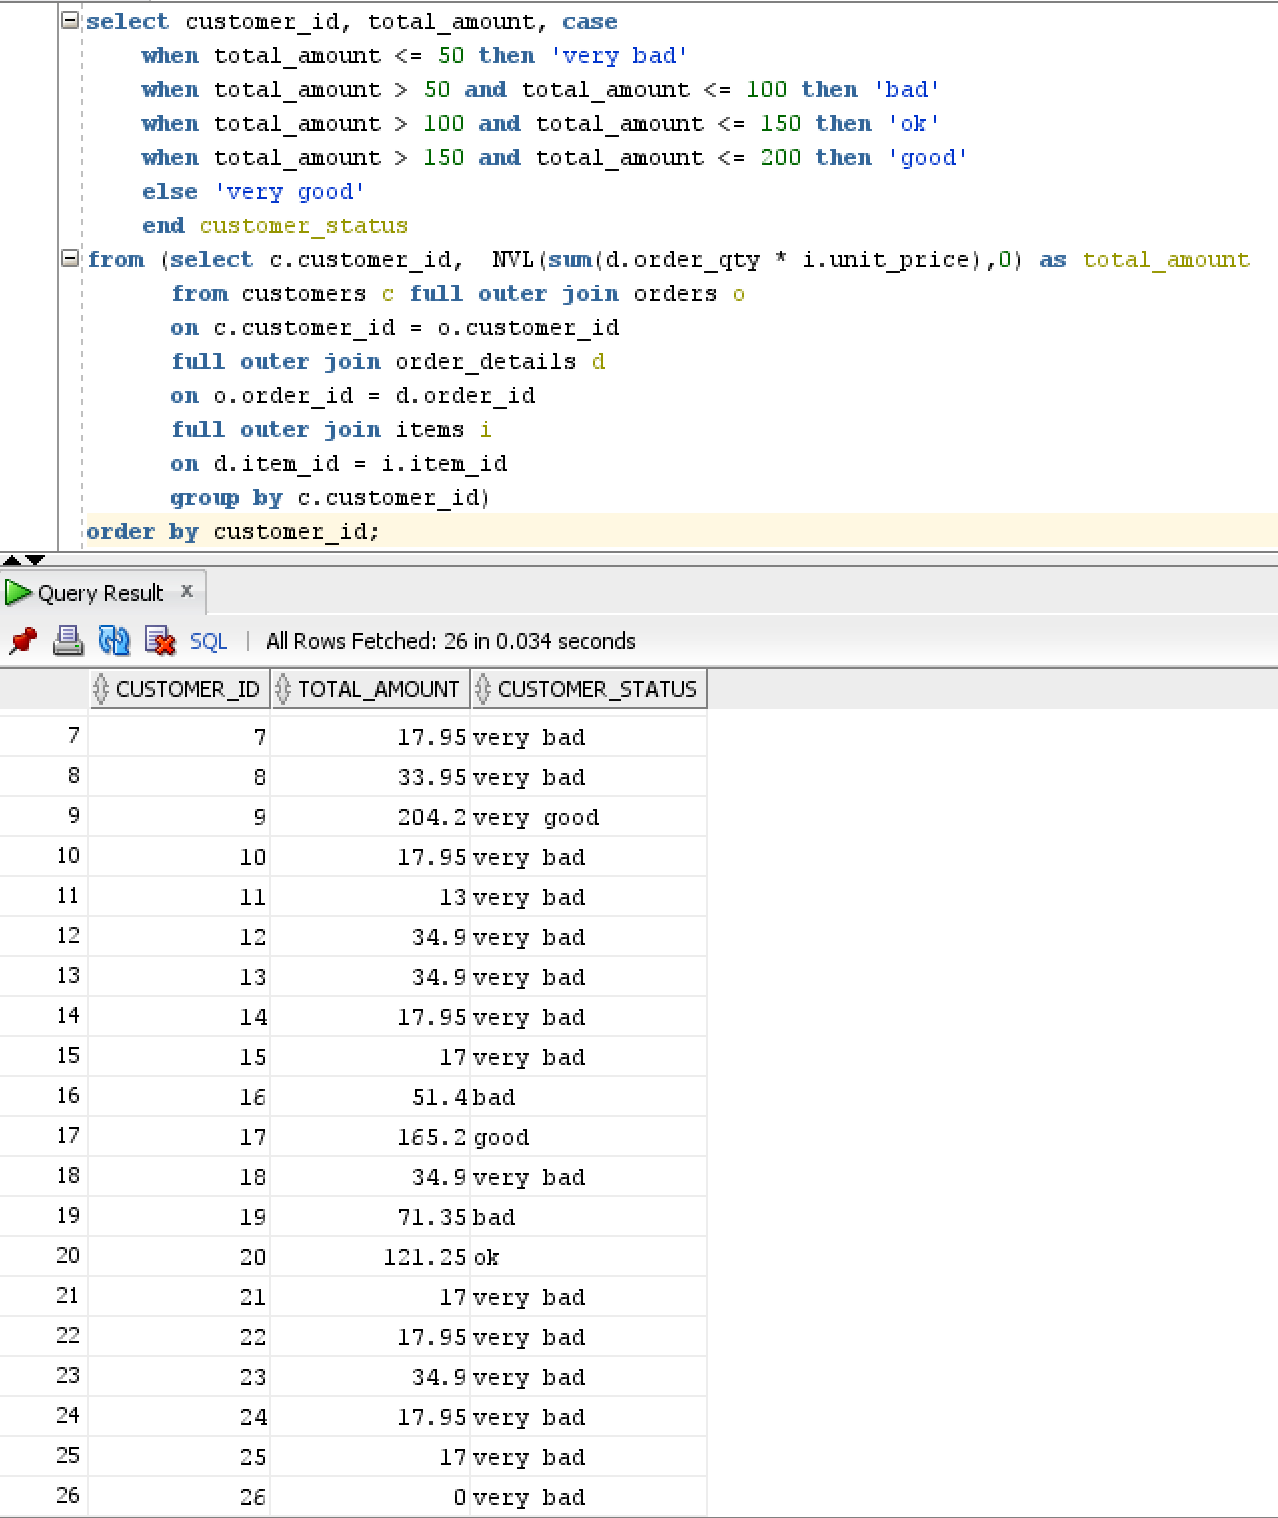 select customer_id, total_amount, case
when total_amount <= 50 then 'very bad'
when total_amount > 50 and total_amount <= 100 then 'bad'
when total_amount > 100 and total_amount <= 150 then 'ok'
when total_amount > 150 and total_amount <= 200 then 'good'
else 'very good'
end customer_status
from (select c.customer_id,  NVL(sum(d.order_qty * i.unit_price),0) as total_amount
from customers c full outer join orders o
on c.customer_id = o.customer_id
full outer join order_details d
on o.order_id = d.order_id
full outer join items i
on d.item_id = i.item_id
group by c.customer_id)
order by customer_id;
Query Result x
SQL | All Rows Fetched: 26 in 0.034 seconds
CUSTOMER_ID TOTAL_AMOUNT CUSTOMER_STATUS
7 7 17.95 very bad
8 8 33.95 very bad
9 9 204.2 very good
10 10 17.95 very bad
11 11 13 very bad
12 12 34.9 very bad
13 13 34.9 very bad
14 14 17.95 very bad
15 15 17 very bad
16 16 51.4 bad
17 17 165.2 good
18 18 34.9 very bad
19 19 71.35 bad
20 20 121.25 ok
21 21 17 very bad
22 22 17.95 very bad
23 23 34.9 very bad
24 24 17.95 very bad
25 25 17 very bad
26 26 0 very bad